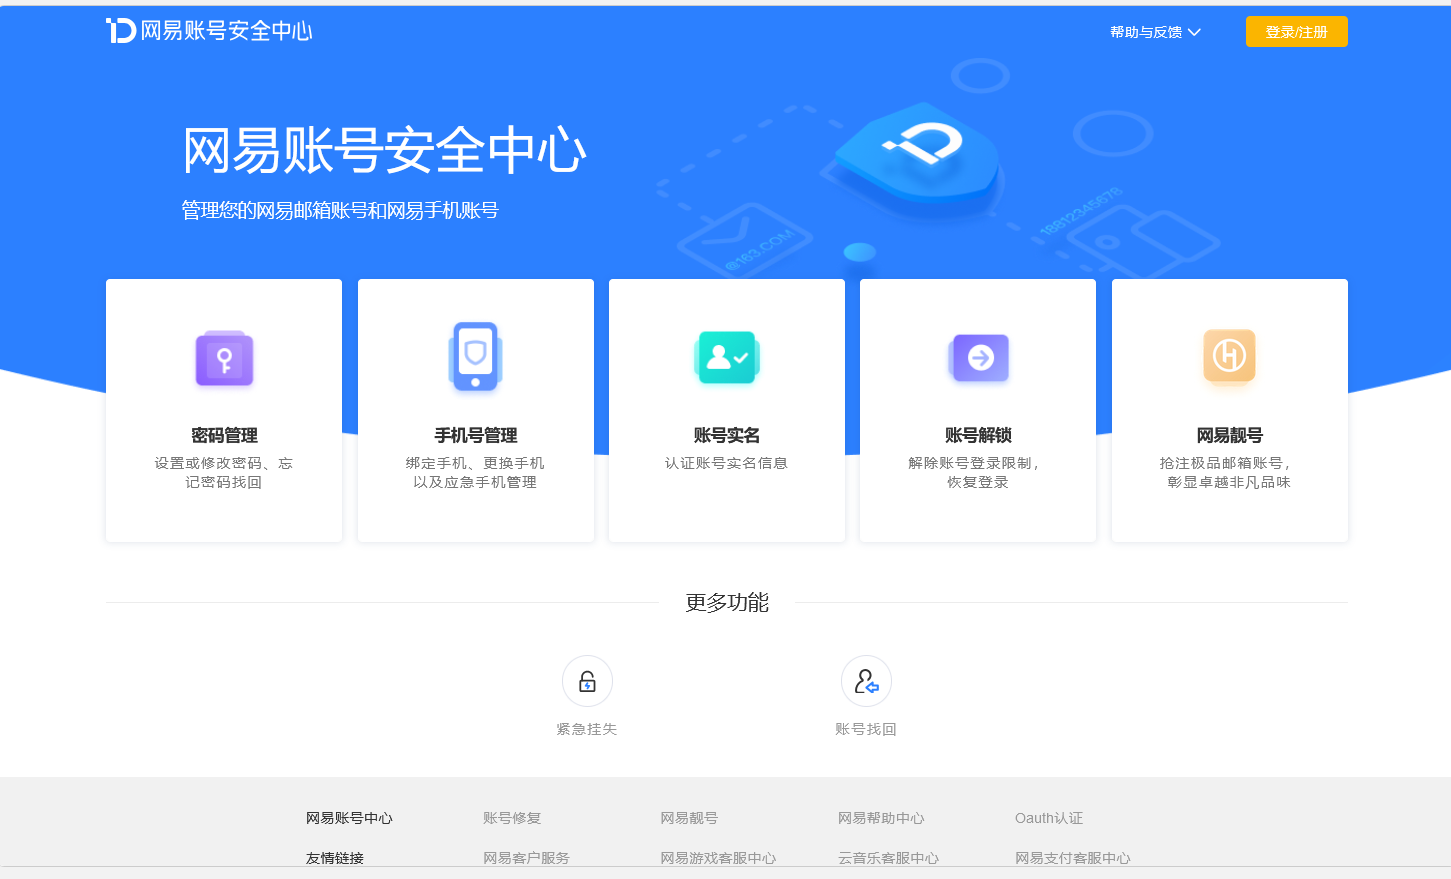 网易账号安全中心
帮助与反馈
登录/注册
网易账号安全中心
管理您的网易邮箱账号和网易手机账号
@163.COM
18812345678
密码管理
设置或修改密码、忘
记密码找回
手机号管理
绑定手机、更换手机
以及应急手机管理
账号实名
认证账号实名信息
账号解锁
解除账号登录限制，
恢复登录
网易靓号
抢注极品邮箱账号，
彰显卓越非凡品味
更多功能
紧急挂失
账号找回
网易账号中心 账号修复 网易靓号 网易帮助中心 Oauth认证
友情链接 网易客户服务 网易游戏客服中心 云音乐客服中心 网易支付客服中心